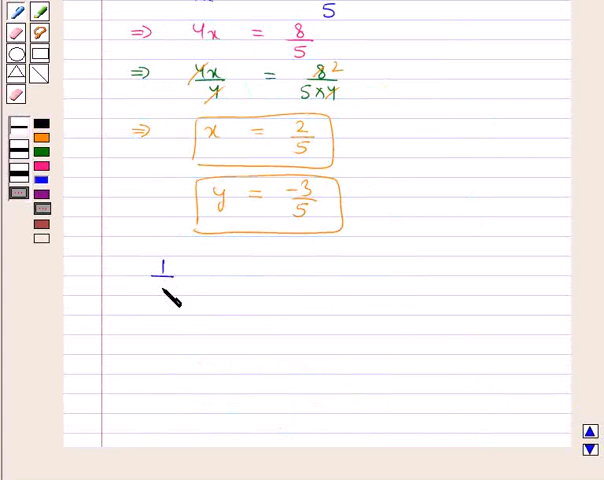 5
⇒ 4x = 8/5
⇒ 4x/4 = 8 2/5×4
⇒ x = 2/5
y = -3/5
1